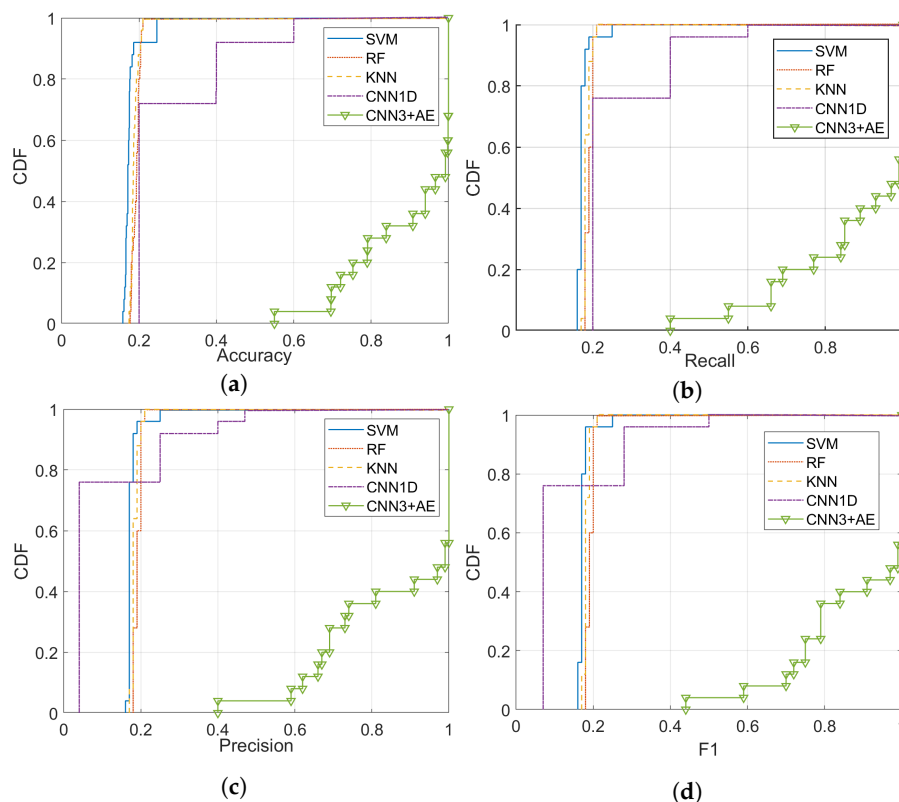 1
0.8
0.6
0.4
0.2
0
CDF
0
0.2
0.4
0.6
0.8
1
Accuracy
SVM
RF
KNN
CNN1D
CNN3+AE
(a)
1
0.8
0.6
0.4
0.2
0
CDF
0.2
0.4
0.6
0.8
Recall
SVM
RF
KNN
CNN1D
CNN3+AE
(b)
1
0.8
0.6
0.4
0.2
0
CDF
0
0.2
0.4
0.6
0.8
1
Precision
SVM
RF
KNN
CNN1D
CNN3+AE
(c)
1
0.8
0.6
0.4
0.2
0
CDF
0
0.2
0.4
0.6
0.8
F1
SVM
RF
KNN
CNN1D
CNN3+AE
(d)